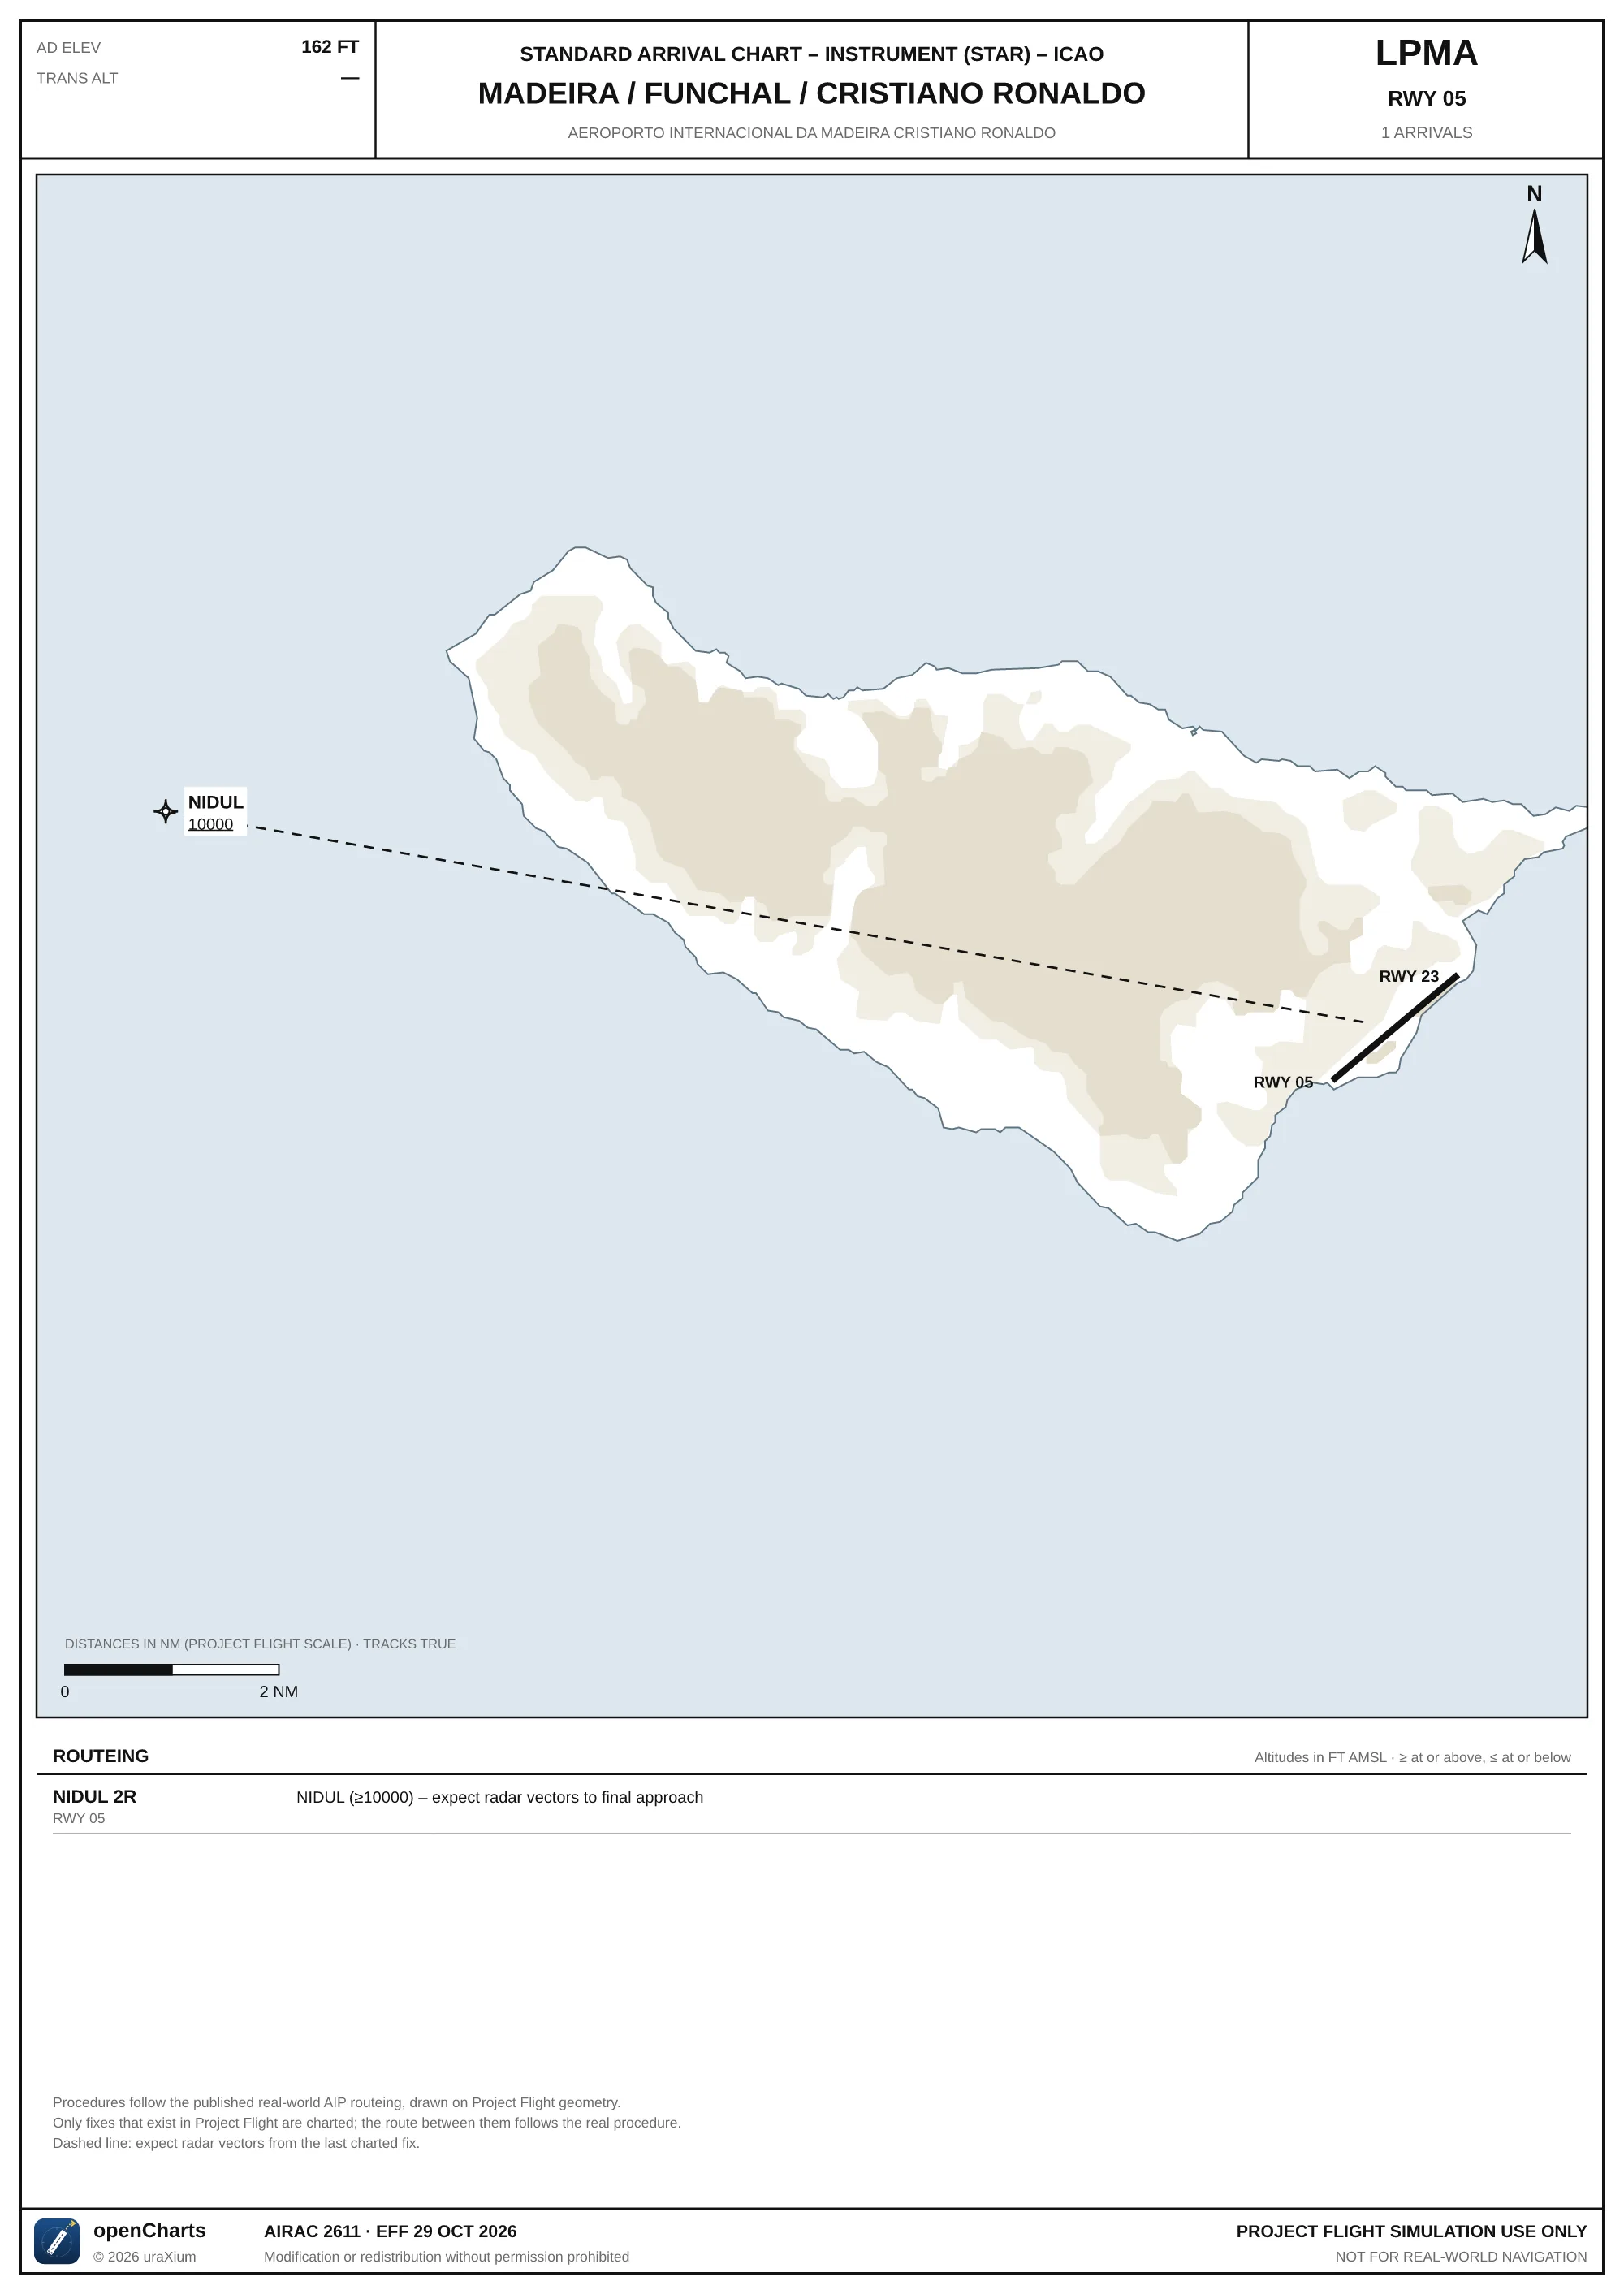 AD ELEV 162 FT
TRANS ALT —
STANDARD ARRIVAL CHART – INSTRUMENT (STAR) – ICAO
MADEIRA / FUNCHAL / CRISTIANO RONALDO
AEROPORTO INTERNACIONAL DA MADEIRA CRISTIANO RONALDO
LPMA
RWY 05
1 ARRIVALS
N
NIDUL
10000
RWY 23
RWY 05
DISTANCES IN NM (PROJECT FLIGHT SCALE) · TRACKS TRUE
0 2 NM
ROUTEING Altitudes in FT AMSL · ≥ at or above, ≤ at or below
NIDUL 2R NIDUL (≥10000) – expect radar vectors to final approach
RWY 05
Procedures follow the published real-world AIP routeing, drawn on Project Flight geometry.
Only fixes that exist in Project Flight are charted; the route between them follows the real procedure.
Dashed line: expect radar vectors from the last charted fix.
openCharts AIRAC 2611 · EFF 29 OCT 2026 PROJECT FLIGHT SIMULATION USE ONLY
© 2026 uraXium Modification or redistribution without permission prohibited NOT FOR REAL-WORLD NAVIGATION